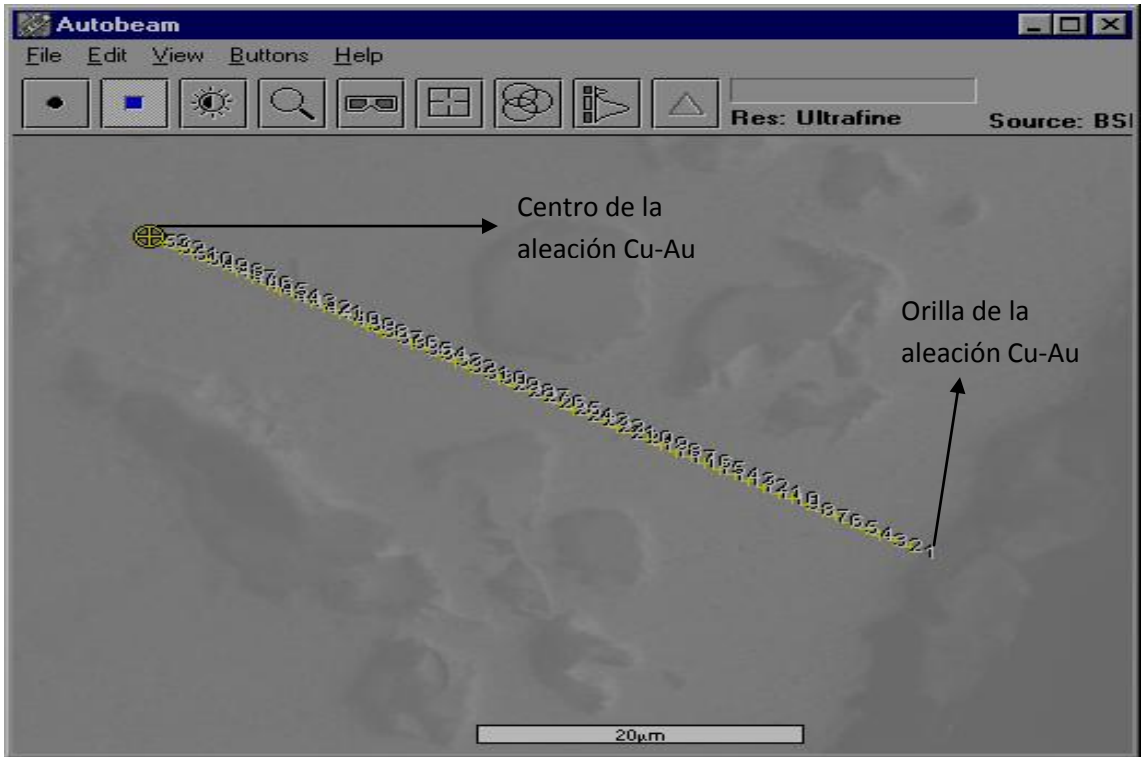 Autobeam
File Edit View Buttons Help
Res: Ultrafine Source: BSI
Centro de la
aleación Cu-Au
Orilla de la
aleación Cu-Au
20µm